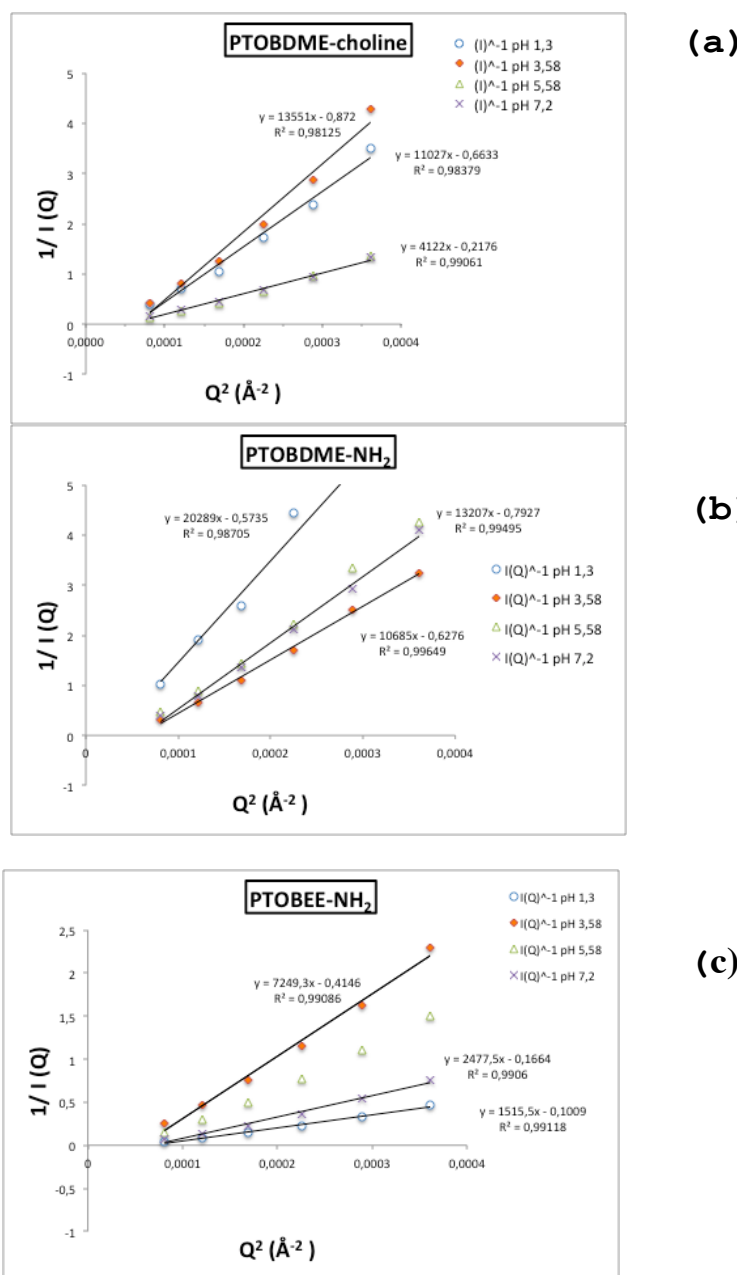 PTOBDME-choline
(a)
(I)^-1 pH 1,3
(I)^-1 pH 3,58
(I)^-1 pH 5,58
(I)^-1 pH 7,2
y = 13551x - 0,872
R² = 0,98125
y = 11027x - 0,6633
R² = 0,98379
y = 4122x - 0,2176
R² = 0,99061
1/ I (Q)
5
4
3
2
1
0
-1
0,0000
0,0001
0,0002
0,0003
0,0004
Q² (Å⁻² )
PTOBDME-NH₂
(b)
y = 20289x - 0,5735
R² = 0,98705
y = 13207x - 0,7927
R² = 0,99495
I(Q)^-1 pH 1,3
I(Q)^-1 pH 3,58
I(Q)^-1 pH 5,58
I(Q)^-1 pH 7,2
y = 10685x - 0,6276
R² = 0,99649
1/ I (Q)
5
4
3
2
1
0
-1
0
0,0001
0,0002
0,0003
0,0004
Q² (Å⁻² )
PTOBEE-NH₂
(c)
I(Q)^-1 pH 1,3
I(Q)^-1 pH 3,58
I(Q)^-1 pH 5,58
I(Q)^-1 pH 7,2
y = 7249,3x - 0,4146
R² = 0,99086
y = 2477,5x - 0,1664
R² = 0,9906
y = 1515,5x - 0,1009
R² = 0,99118
1/ I (Q)
2,5
2
1,5
1
0,5
0
-0,5
-1
0
0,0001
0,0002
0,0003
0,0004
Q² (Å⁻² )